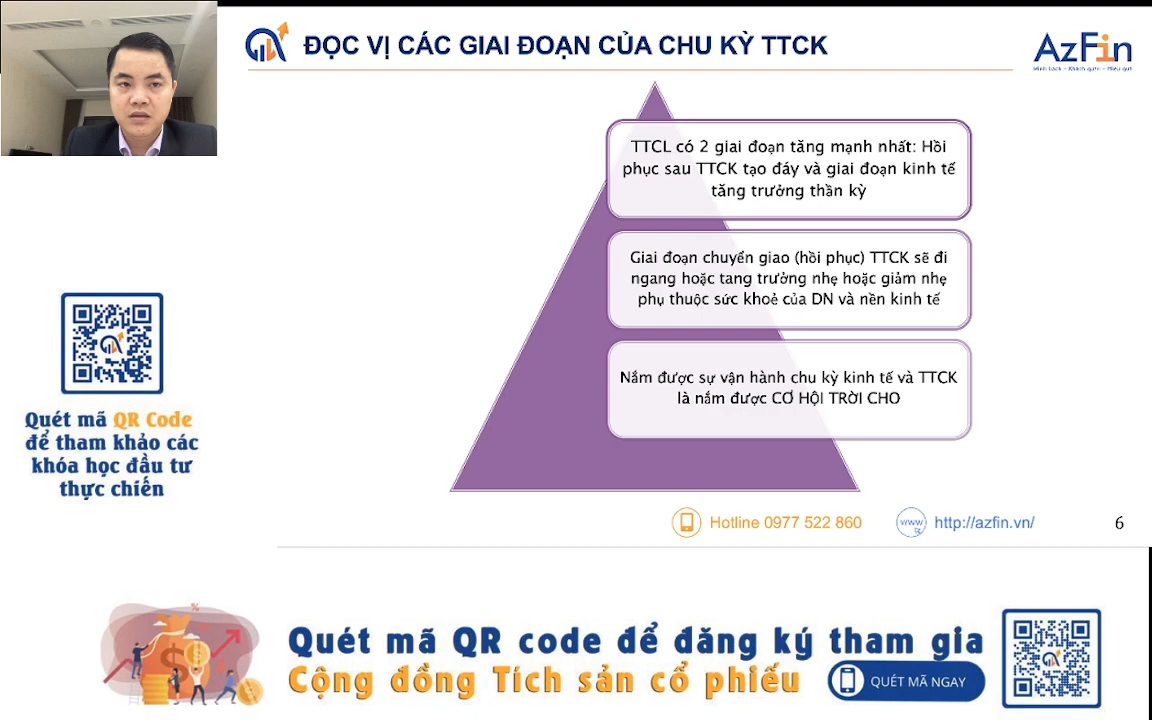 ĐỌC VỊ CÁC GIAI ĐOẠN CỦA CHU KỲ TTCK
AzFin
TTCL có 2 giai đoạn tăng mạnh nhất: Hồi
phục sau TTCK tạo đáy và giai đoạn kinh tế
tăng trưởng thần kỳ
Giai đoạn chuyển giao (hồi phục) TTCK sẽ đi
ngang hoặc tang trưởng nhẹ hoặc giảm nhẹ
phụ thuộc sức khoẻ của DN và nền kinh tế
Nắm được sự vận hành chu kỳ kinh tế và TTCK
là nắm được CƠ HỘI TRỜI CHO
Quét mã QR Code
để tham khảo các
khóa học đầu tư
thực chiến
Hotline 0977 522 860
www
http://azfin.vn/
6
Quét mã QR code để đăng ký tham gia
Cộng đồng Tích sản cổ phiếu
QUÉT MÃ NGAY